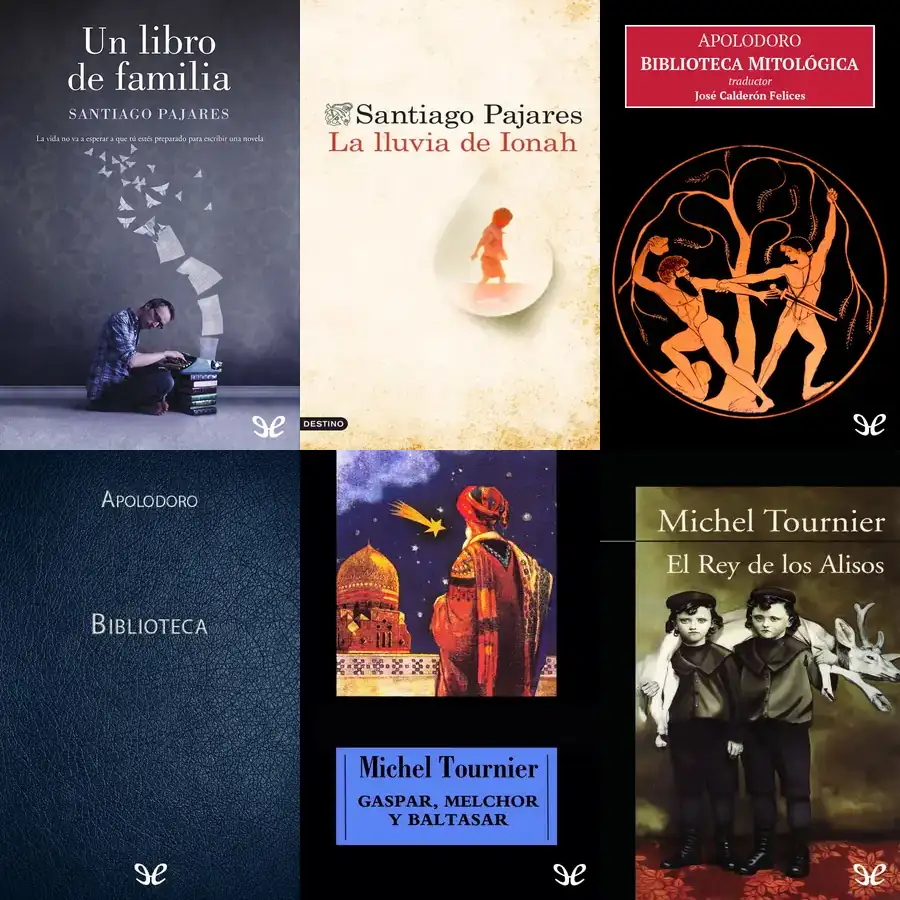 Un libro
de familia
SANTIAGO PAJARES
La vida no va a esperar a que tú estés preparado para escribir una novela
Santiago Pajares
La lluvia de Ionah
DESTINO
APOLODORO
BIBLIOTECA MITOLÓGICA
traductor
José Calderón Felices
APOLODORO
BIBLIOTECA
Michel Tournier
GASPAR, MELCHOR
Y BALTASAR
Michel Tournier
El Rey de los Alisos